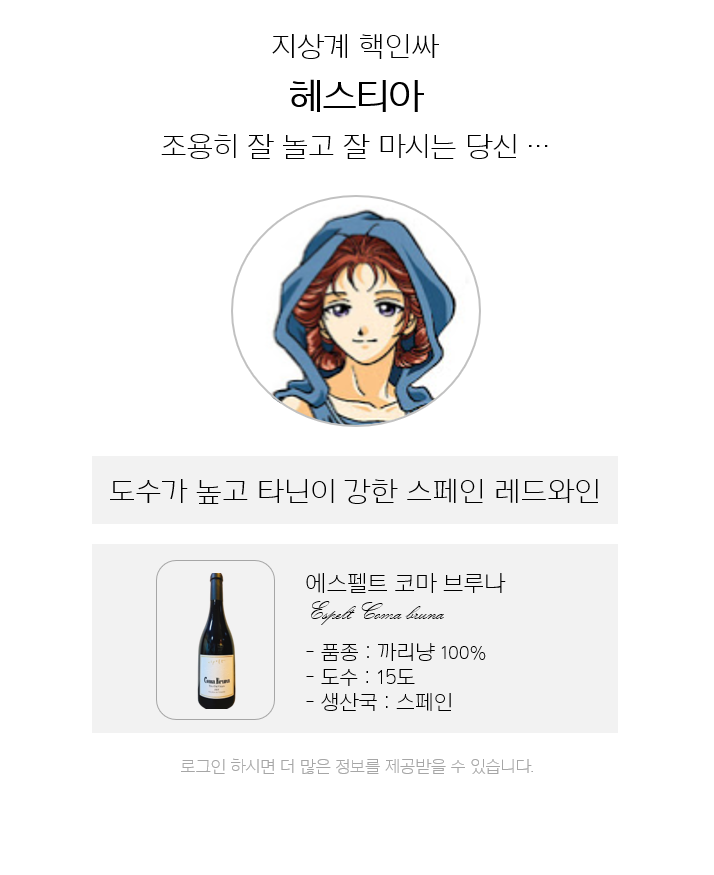 지상계 핵인싸
헤스티아
조용히 잘 놀고 잘 마시는 당신 …
도수가 높고 타닌이 강한 스페인 레드와인
에스펠트 코마 브루나
Espelt Coma bruna
- 품종 : 까리냥 100%
- 도수 : 15도
- 생산국 : 스페인
Coma Bruna
로그인 하시면 더 많은 정보를 제공받을 수 있습니다.